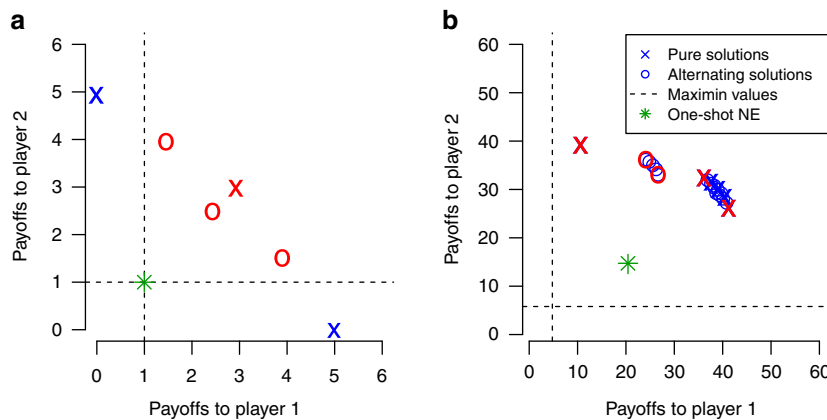 a
Payoffs to player 2
6
5
4
3
2
1
0
0 1 2 3 4 5 6
Payoffs to player 1
b
Payoffs to player 2
60
50
40
30
20
10
0
0 10 20 30 40 50 60
Payoffs to player 1
Pure solutions
Alternating solutions
Maximin values
One-shot NE